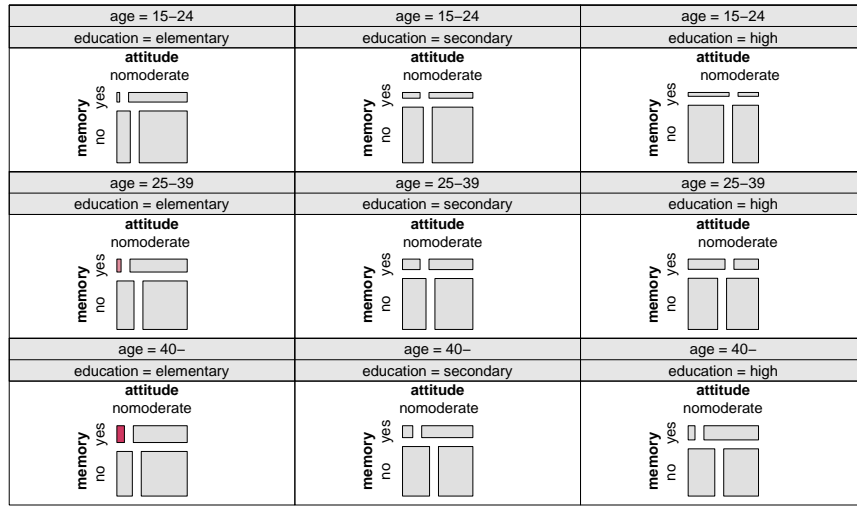 age = 15−24 age = 15−24 age = 15−24
education = elementary education = secondary education = high
attitude attitude attitude
nomoderate nomoderate nomoderate
memory yes no memory yes no memory yes no
age = 25−39 age = 25−39 age = 25−39
education = elementary education = secondary education = high
attitude attitude attitude
nomoderate nomoderate nomoderate
memory yes no memory yes no memory yes no
age = 40− age = 40− age = 40−
education = elementary education = secondary education = high
attitude attitude attitude
nomoderate nomoderate nomoderate
memory yes no memory yes no memory yes no